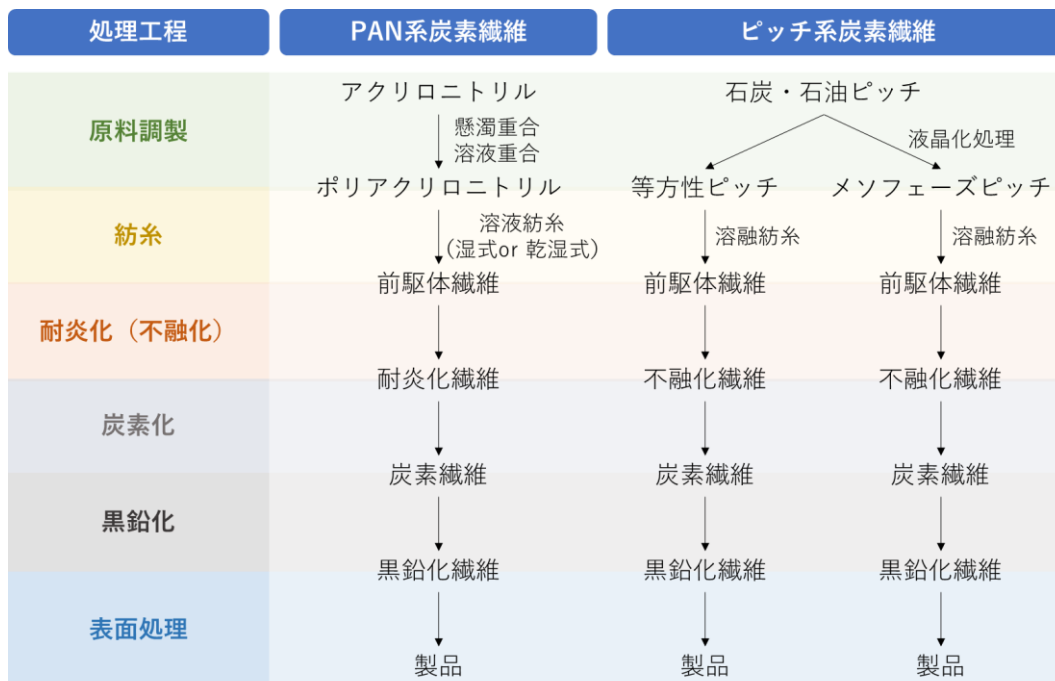 処理工程
PAN系炭素繊維
ピッチ系炭素繊維
原料調製
アクリロニトリル
石炭・石油ピッチ
懸濁重合
溶液重合
液晶化処理
ポリアクリロニトリル
等方性ピッチ
メソフェーズピッチ
紡糸
溶液紡糸
(湿式or 乾湿式)
溶融紡糸
溶融紡糸
前駆体繊維
前駆体繊維
前駆体繊維
耐炎化（不融化）
耐炎化繊維
不融化繊維
不融化繊維
炭素化
炭素繊維
炭素繊維
炭素繊維
黒鉛化
黒鉛化繊維
黒鉛化繊維
黒鉛化繊維
表面処理
製品
製品
製品